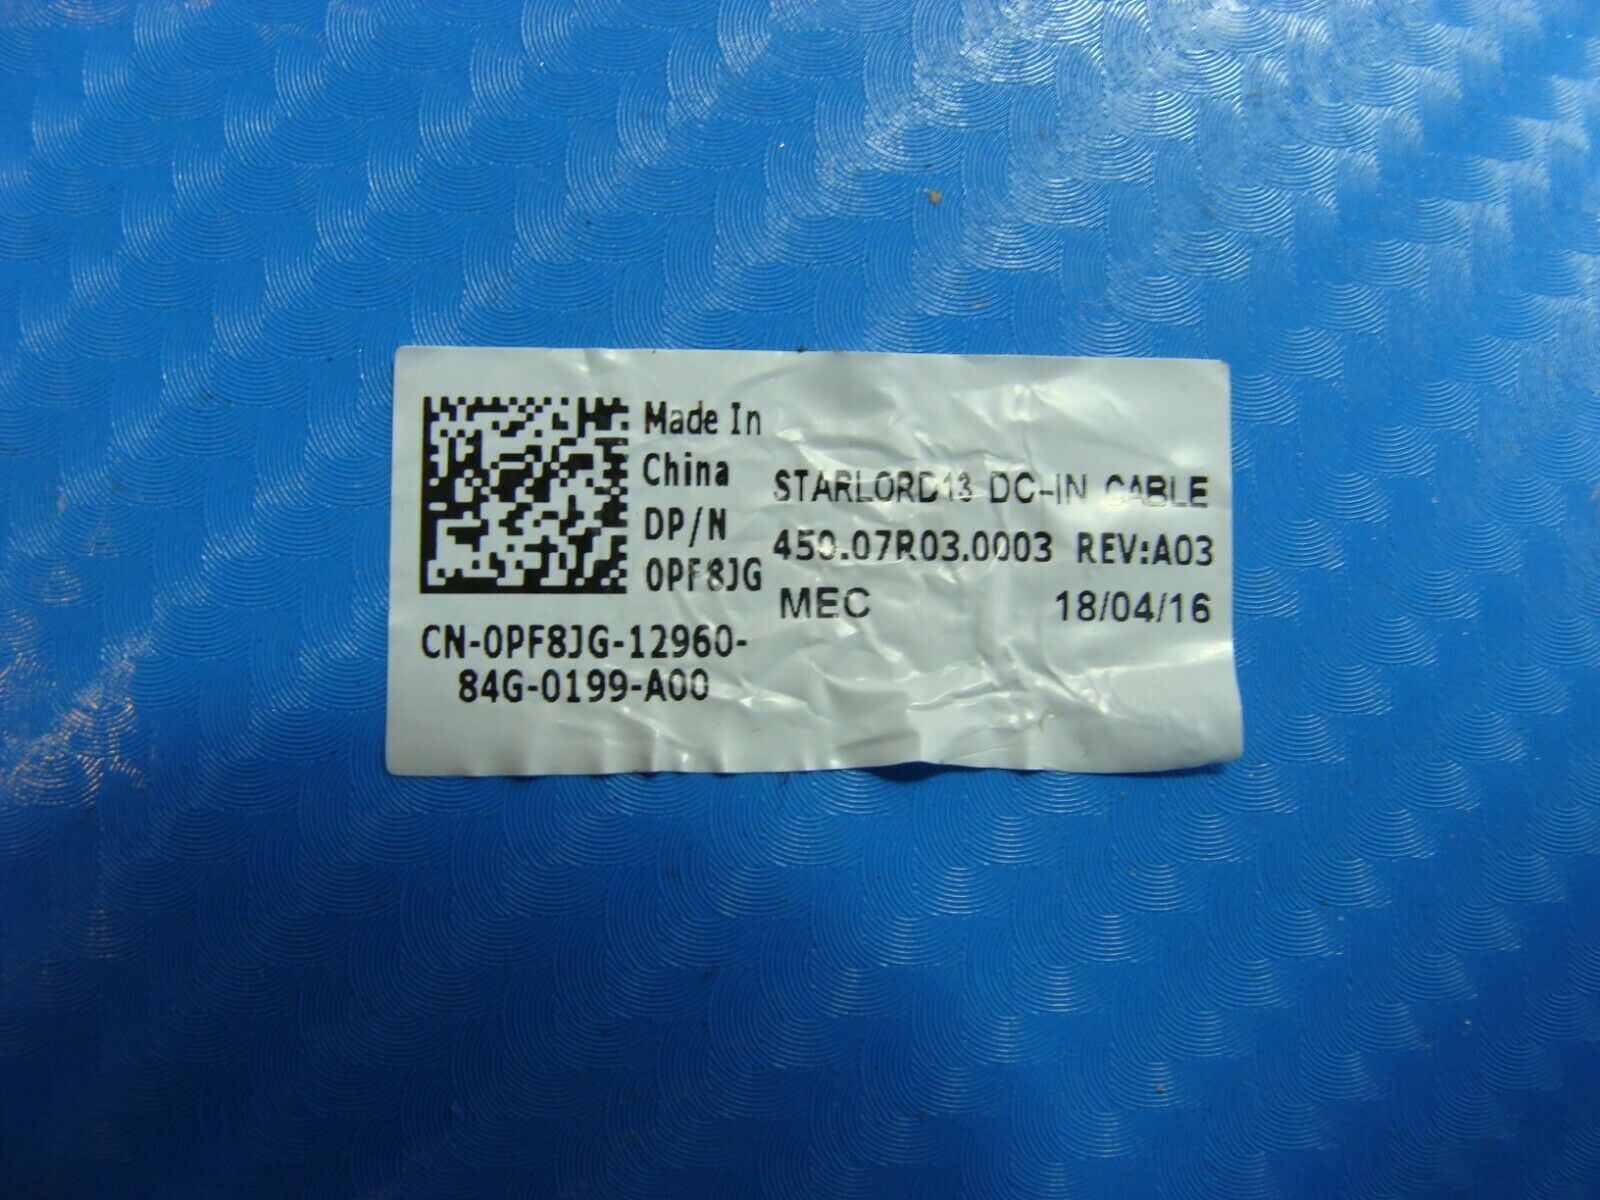 Made In
China
DP/N
0PF8JG
CN-0PF8JG-12960-
84G-0199-A00
STARLORD13 DC-IN CABLE
450.07R03.0003 REV:A03
MEC 18/04/16